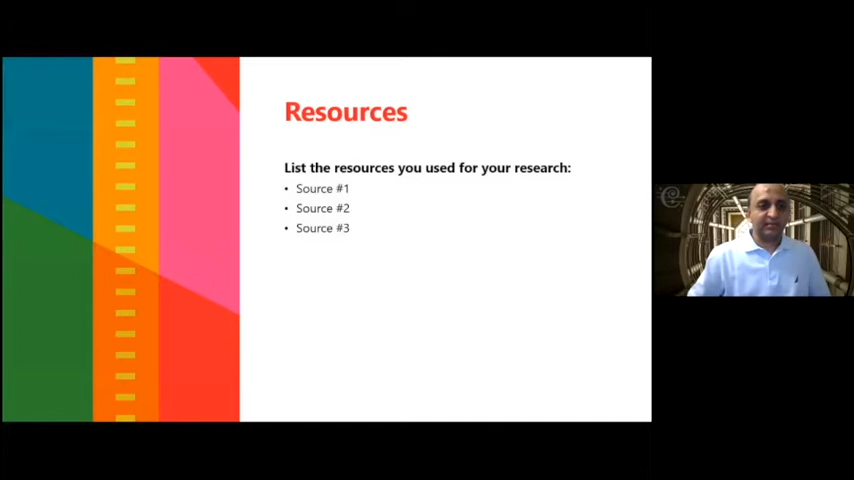 Resources
List the resources you used for your research:
• Source #1
• Source #2
• Source #3